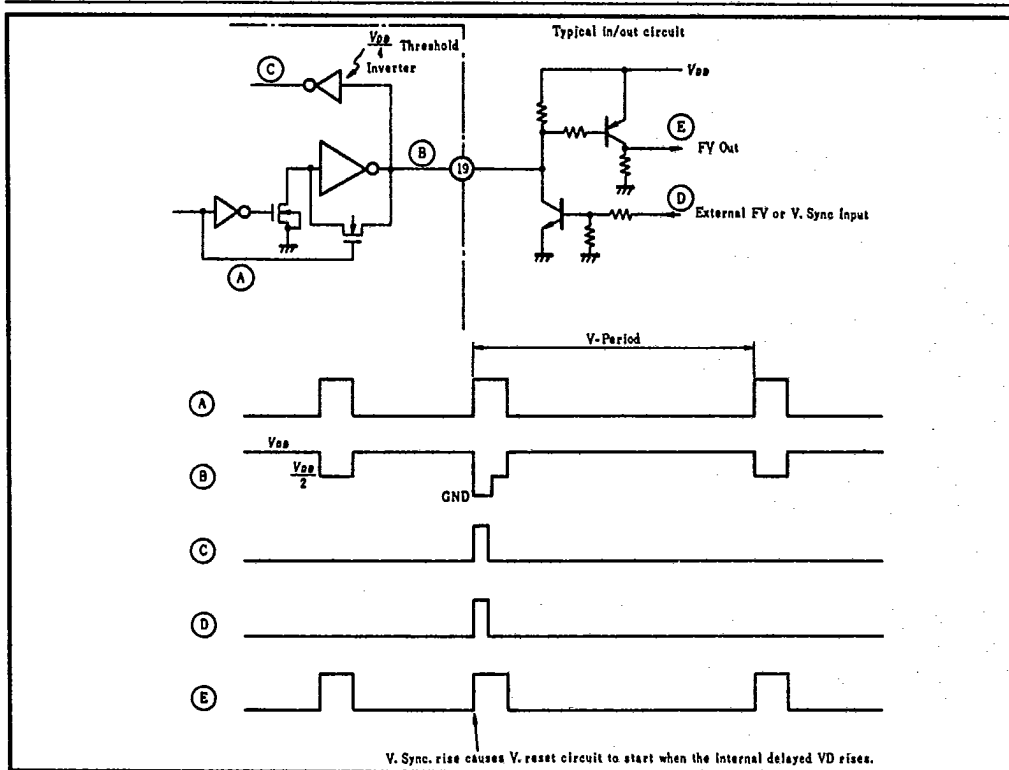 Typical in/out circuit
VDD/4 Threshold
Inverter
C
VDD
E
FV Out
B
19
D
External FV or V. Sync Input
A
V-Period
A
VDD
VDD/2
B
GND
C
D
E
V. Sync. rise causes V. reset circuit to start when the internal delayed VD rises.